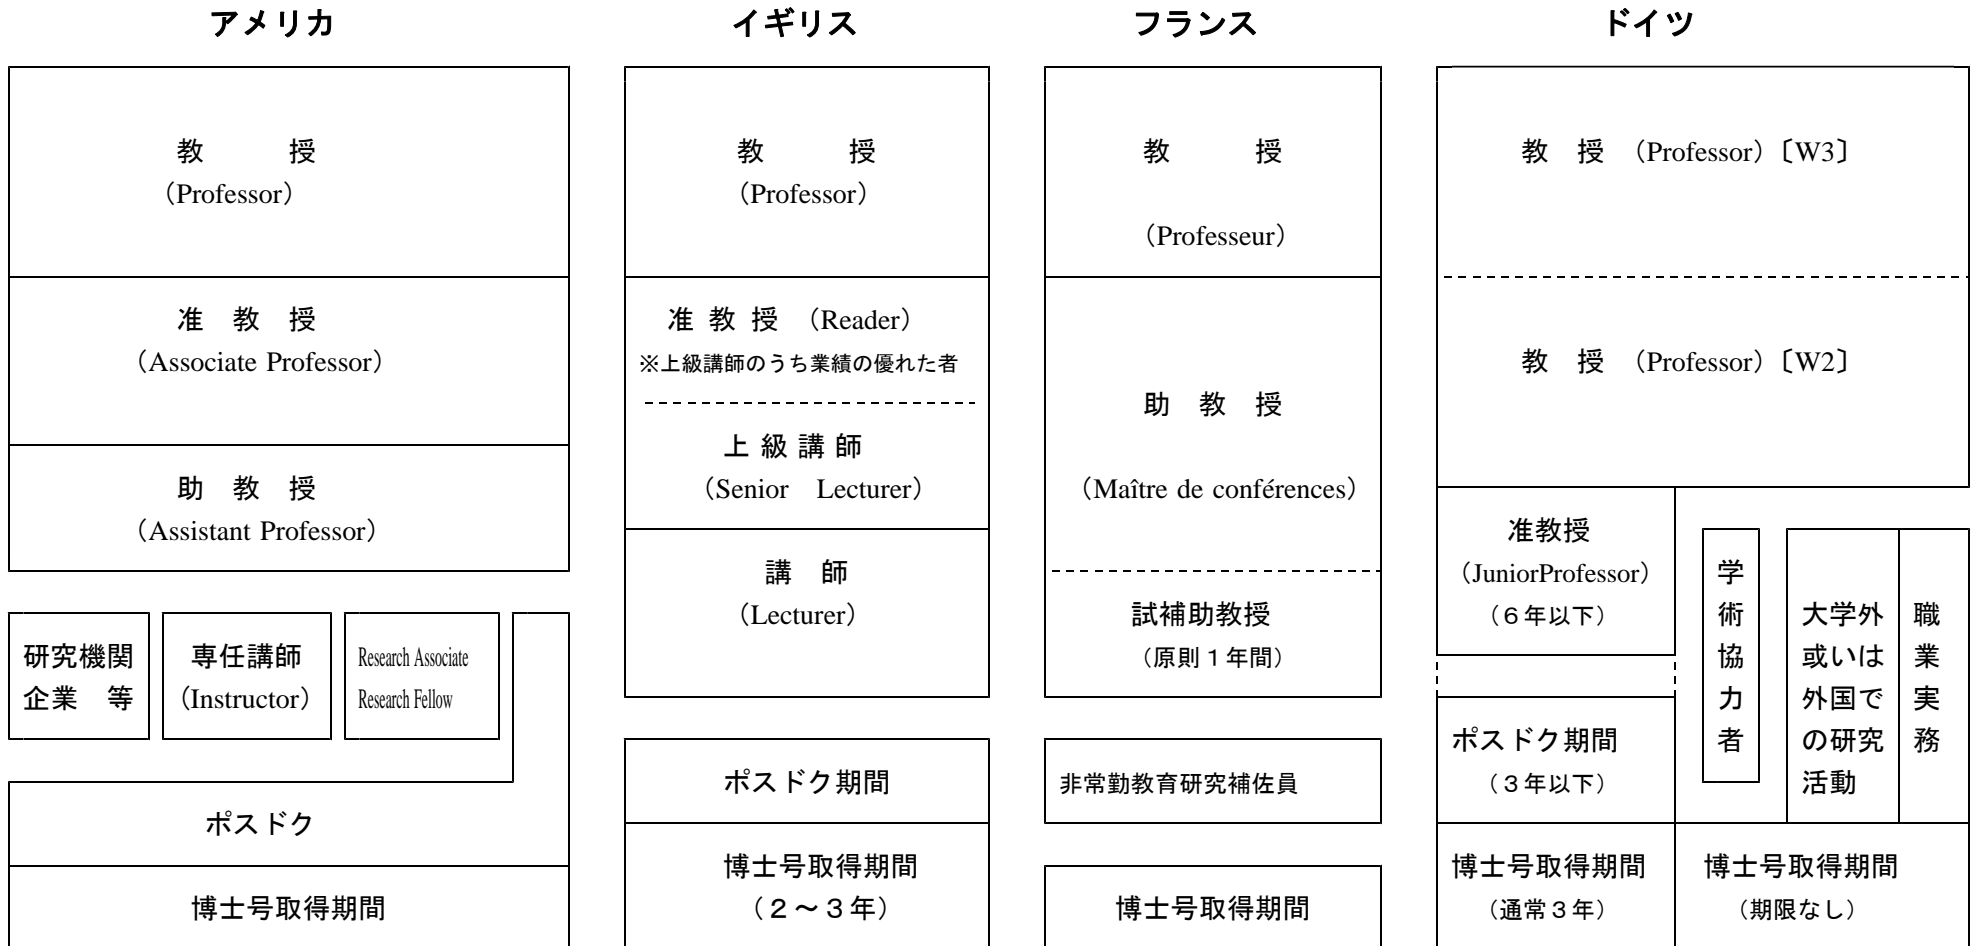 アメリカ
教 授
（Professor）
准 教 授
（Associate Professor）
助 教 授
（Assistant Professor）
研究機関
企業 等
専任講師
（Instructor）
Research Associate
Research Fellow
ポスドク
博士号取得期間
イギリス
教 授
（Professor）
准 教 授 （Reader）
※上級講師のうち業績の優れた者
上 級 講 師
（Senior Lecturer）
講 師
（Lecturer）
ポスドク期間
博士号取得期間
（２～３年）
フランス
教 授
（Professeur）
助 教 授
（Maître de conférences）
試補助教授
（原則１年間）
非常勤教育研究補佐員
博士号取得期間
ドイツ
教 授 （Professor）〔W3〕
教 授 （Professor）〔W2〕
准教授
（JuniorProfessor）
（６年以下）
ポスドク期間
（３年以下）
博士号取得期間
（通常３年）
学術協力者
大学外
或いは
外国で
の研究
活動
職業実務
博士号取得期間
（期限なし）